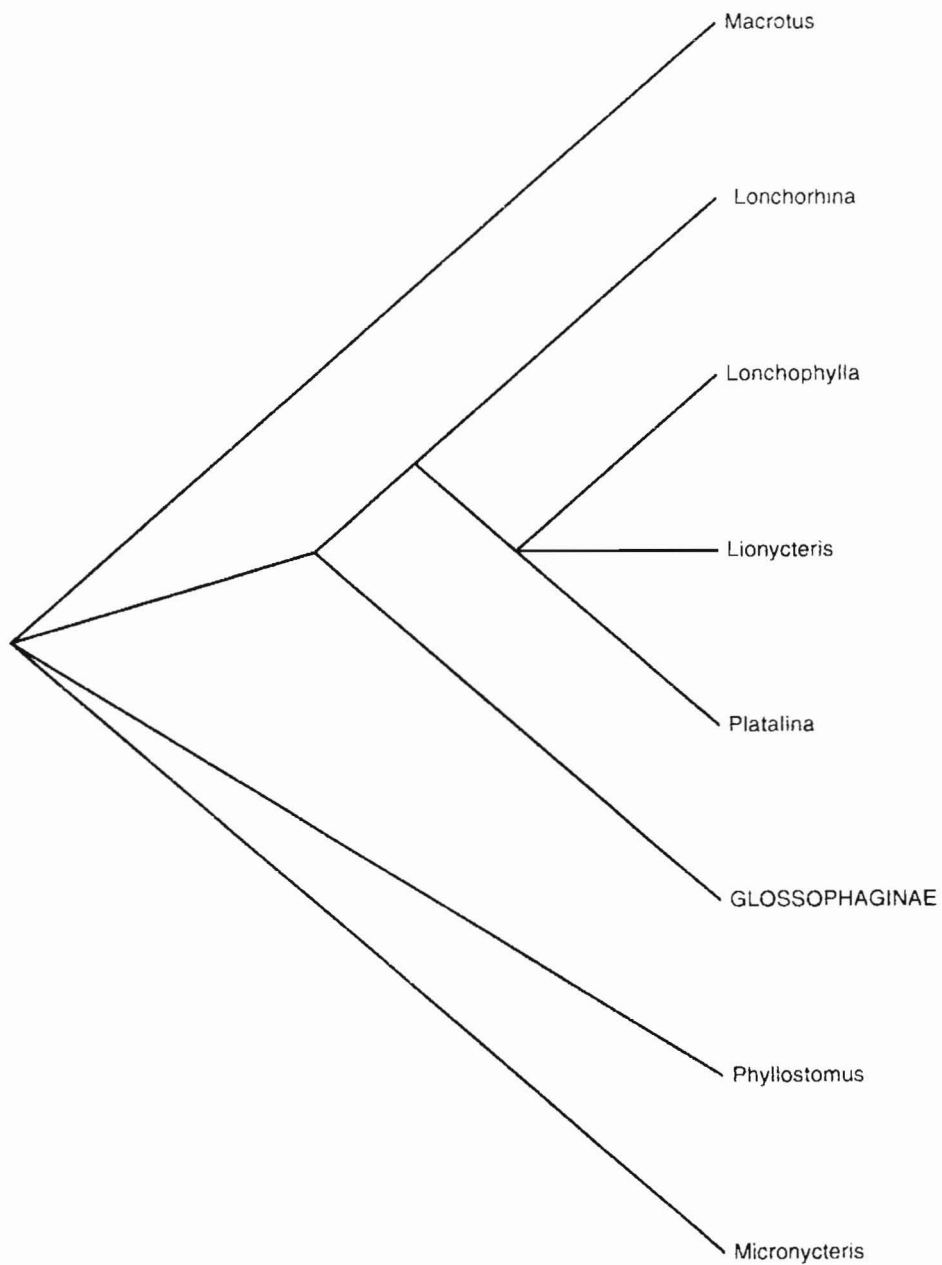 Macrotus
Lonchorhina
Lonchophylla
Lionycteris
Platalina
GLOSSOPHAGINAE
Phyllostomus
Micronycteris